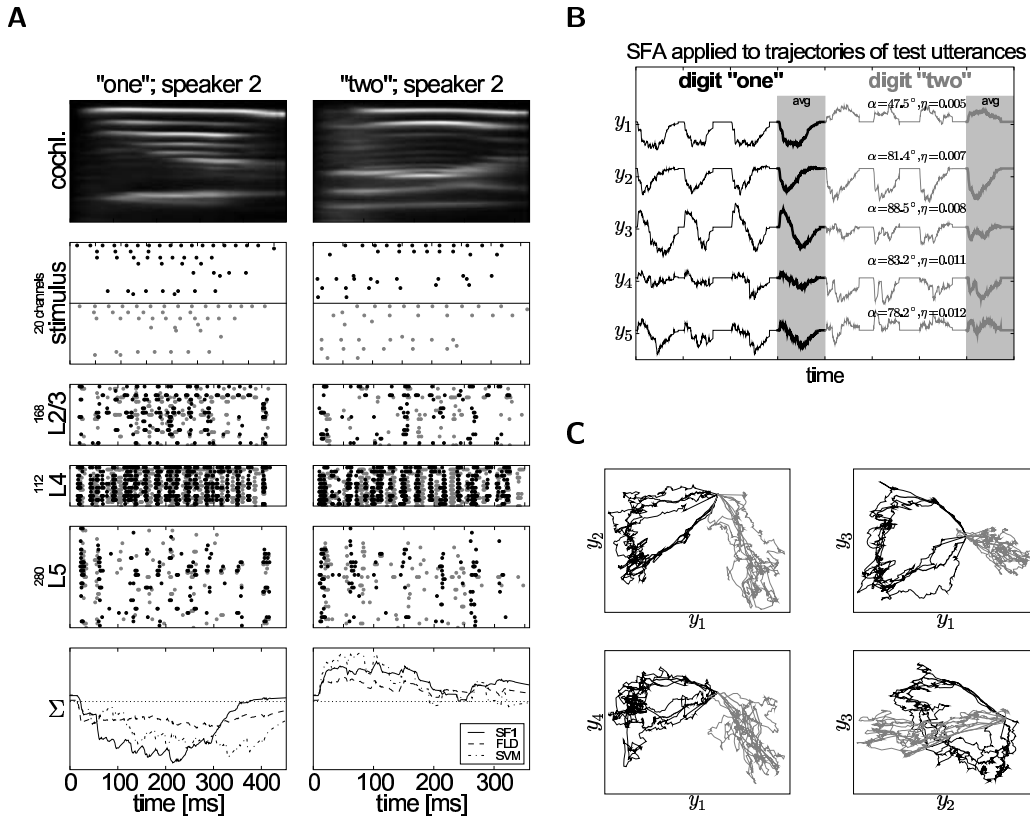 A
"one"; speaker 2
"two"; speaker 2
cochl.
20 channels
stimulus
168
L2/3
112
L4
280
L5
Σ
SF1
FLD
SVM
0 100 200 300 400
0 100 200 300
time [ms]
time [ms]
B
SFA applied to trajectories of test utterances
digit "one"
digit "two"
avg
avg
y1
α=47.5°,η=0.005
y2
α=81.4°,η=0.007
y3
α=88.5°,η=0.008
y4
α=83.2°,η=0.011
y5
α=78.2°,η=0.012
time
C
y2
y1
y3
y1
y4
y1
y3
y2